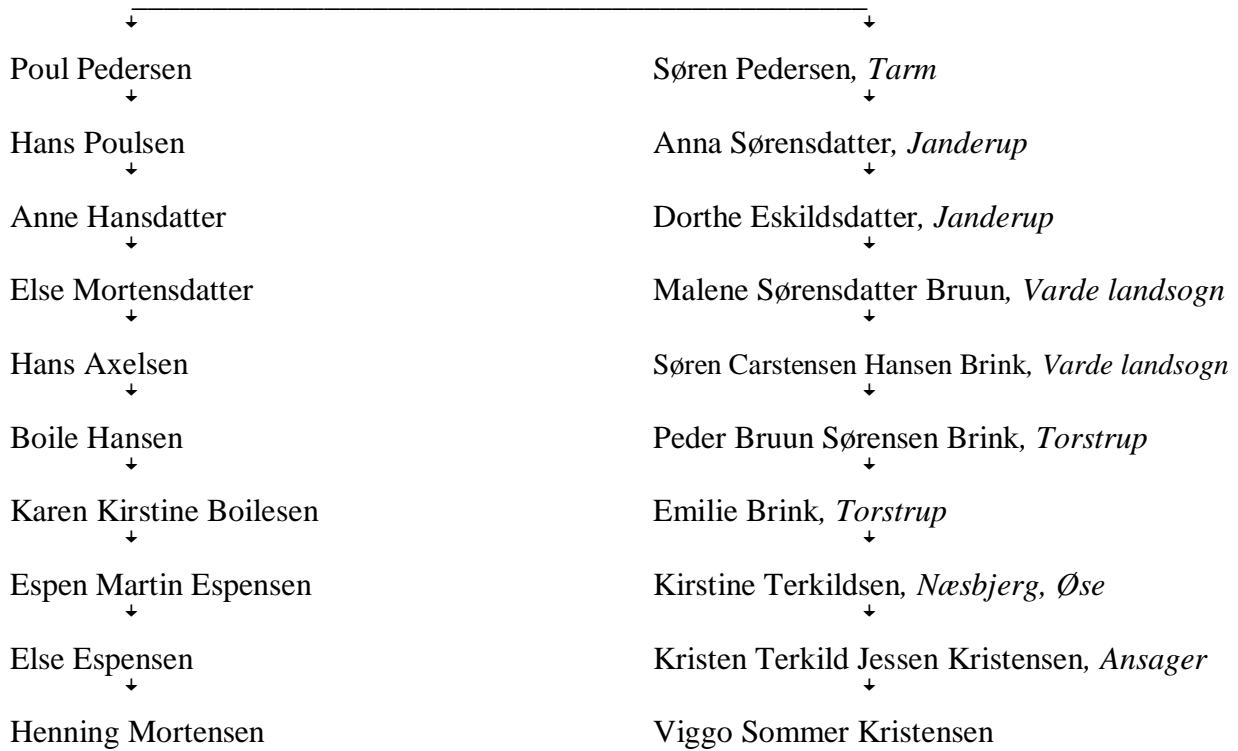 Poul Pedersen
Søren Pedersen, Tarm
Hans Poulsen
Anna Sørensdatter, Janderup
Anne Hansdatter
Dorthe Eskildsdatter, Janderup
Else Mortensdatter
Malene Sørensdatter Bruun, Varde landsogn
Hans Axelsen
Søren Carstensen Hansen Brink, Varde landsogn
Boile Hansen
Peder Bruun Sørensen Brink, Torstrup
Karen Kirstine Boilesen
Emilie Brink, Torstrup
Espen Martin Espensen
Kirstine Terkildsen, Næsbjerg, Øse
Else Espensen
Kristen Terkild Jessen Kristensen, Ansager
Henning Mortensen
Viggo Sommer Kristensen